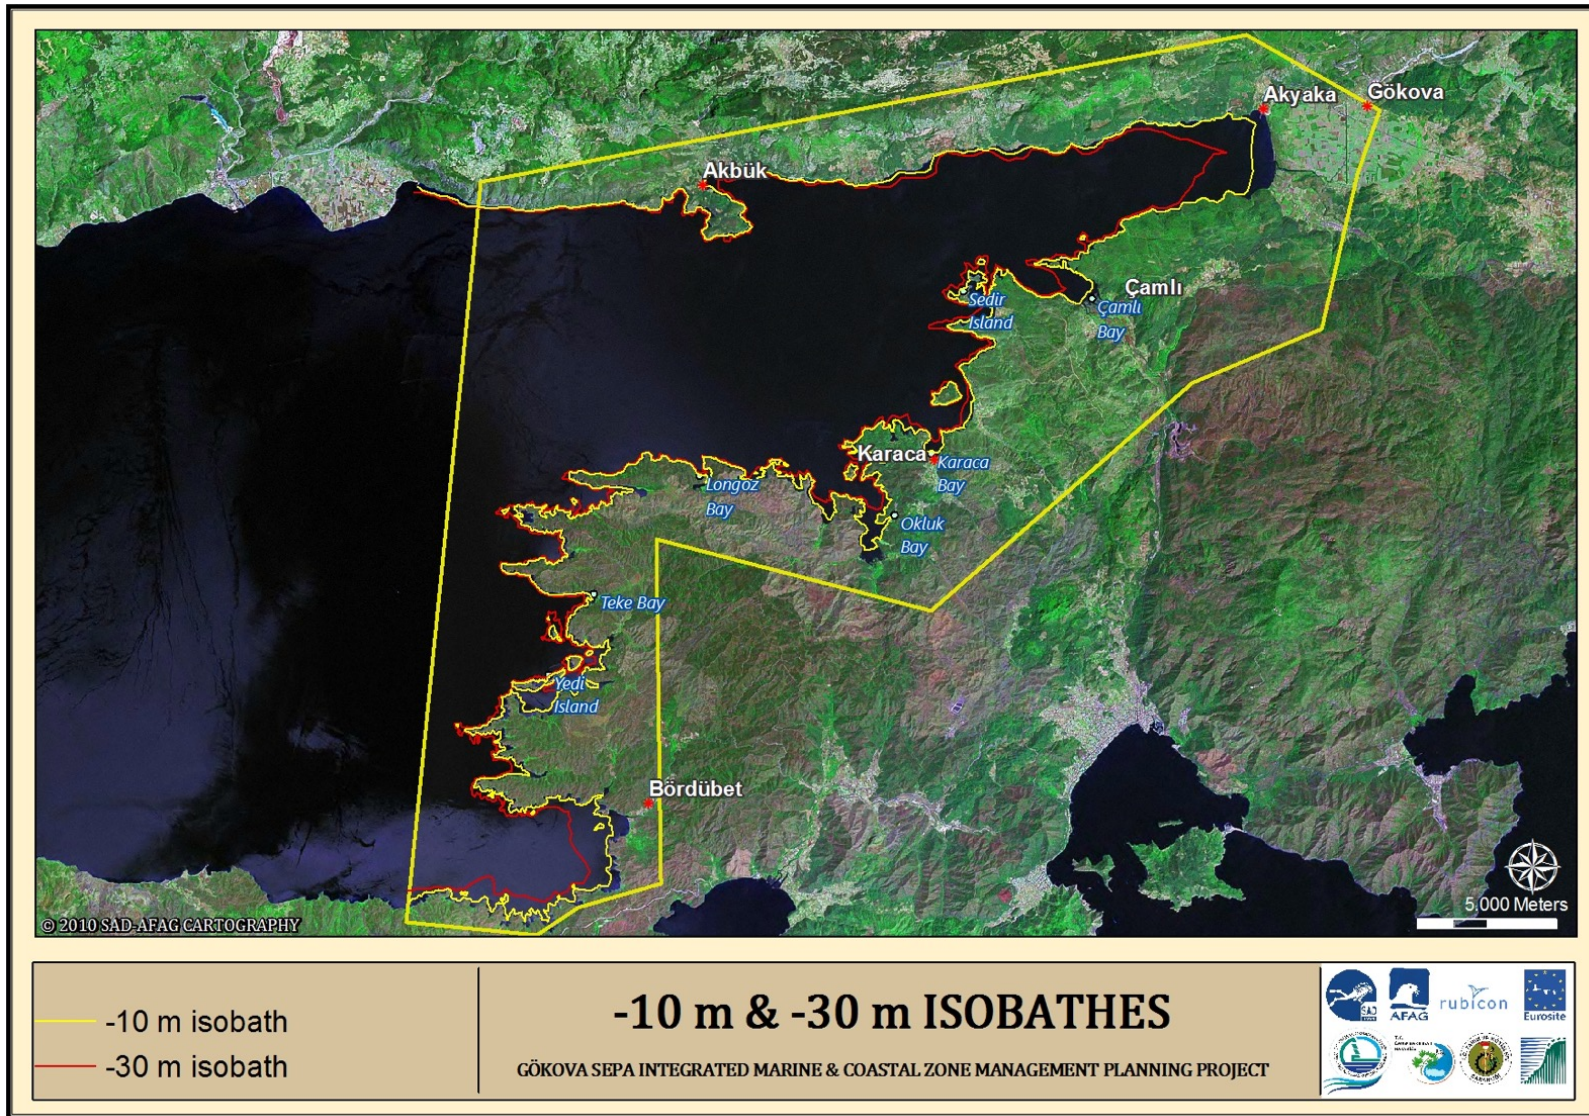 Akyaka
Gökova
Akbük
Çamlı
Çamlı
Bay
Sedir
Island
Karaca
Karaca
Bay
Longoz
Bay
Okluk
Bay
Teke Bay
Yedi
Island
Bördübet
5,000 Meters
© 2010 SAD-AFAG CARTOGRAPHY
-10 m isobath
-30 m isobath
-10 m & -30 m ISOBATHES
GÖKOVA SEPA INTEGRATED MARINE & COASTAL ZONE MANAGEMENT PLANNING PROJECT
SAD
AFAG
rubicon
Eurosite